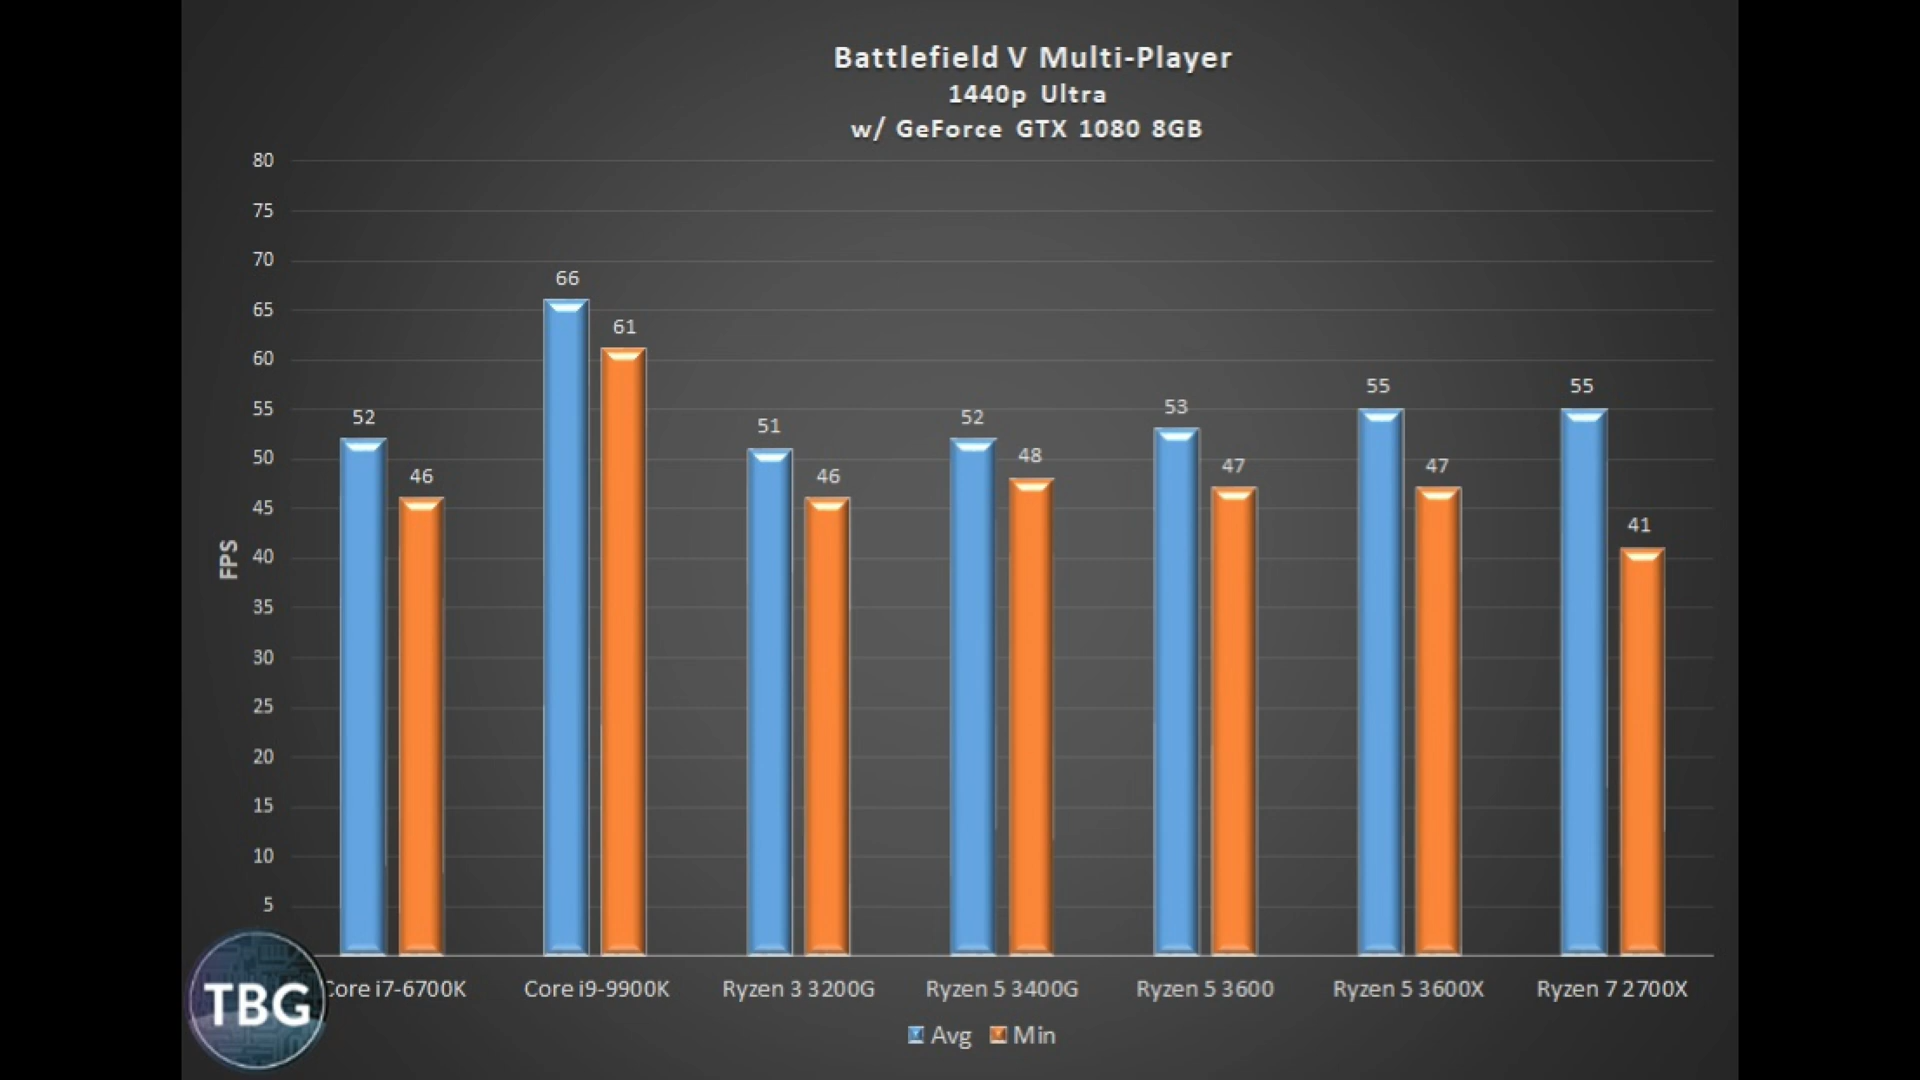 Battlefield V Multi-Player
1440p Ultra
w/ GeForce GTX 1080 8GB
80
75
70
65
60
55
50
45
40
35
30
25
20
15
10
5
FPS
52
46
66
61
51
46
52
48
53
47
55
47
55
41
Core i7-6700K
Core i9-9900K
Ryzen 3 3200G
Ryzen 5 3400G
Ryzen 5 3600
Ryzen 5 3600X
Ryzen 7 2700X
Avg
Min
TBG